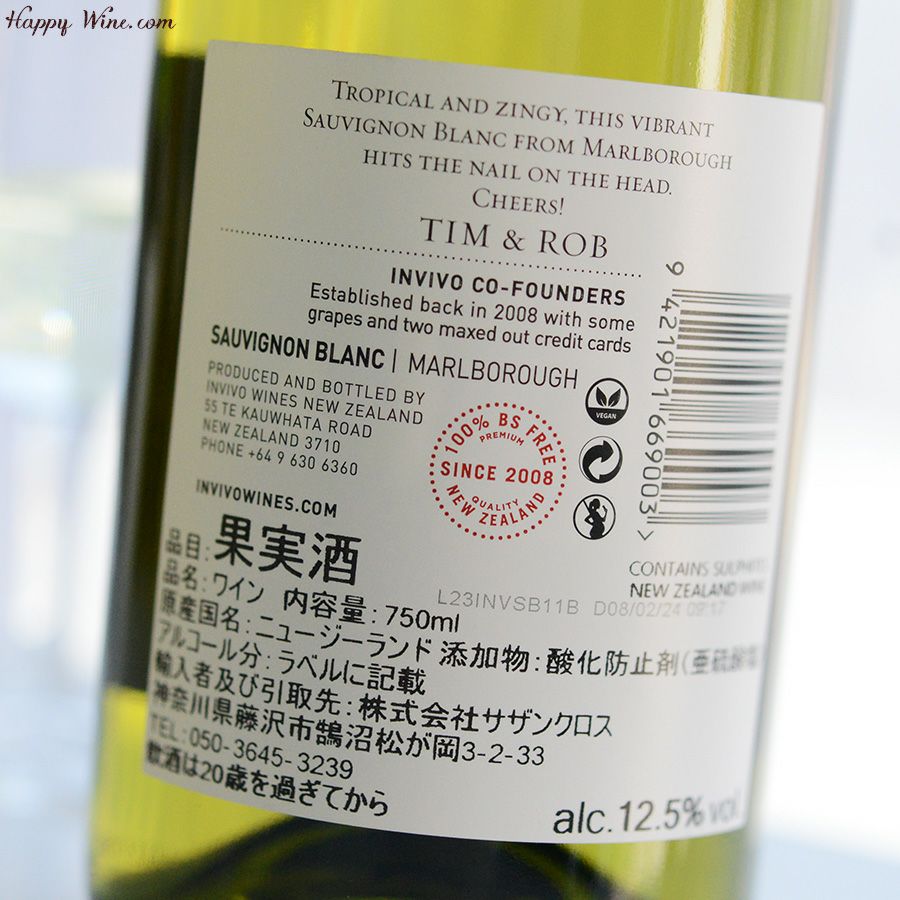 Happy Wine.com
TROPICAL AND ZINGY, THIS VIBRANT
SAUVIGNON BLANC FROM MARLBOROUGH
HITS THE NAIL ON THE HEAD.
CHEERS!
TIM & ROB
INVIVO CO-FOUNDERS
Established back in 2008 with some
grapes and two maxed out credit cards
SAUVIGNON BLANC | MARLBOROUGH
PRODUCED AND BOTTLED BY
INVIVO WINES NEW ZEALAND
55 TE KAUWHATA ROAD
NEW ZEALAND 3710
PHONE +64 9 630 6360
INVIVOWINES.COM
100% BS FREE
PREMIUM
SINCE 2008
QUALITY
NEW ZEALAND
VEGAN
9 421901 669003 >
CONTAINS SULPHITES
NEW ZEALAND WINE
L23INVSB11B D08/02/24 09:17
品目:果実酒
品名:ワイン 内容量:750ml
原産国名:ニュージーランド 添加物:酸化防止剤(亜硫酸塩
アルコール分:ラベルに記載
輸入者及び引取先:株式会社サザンクロス
神奈川県藤沢市鵠沼松が岡3-2-33
TEL:050-3645-3239
飲酒は20歳を過ぎてから
alc.12.5% vol